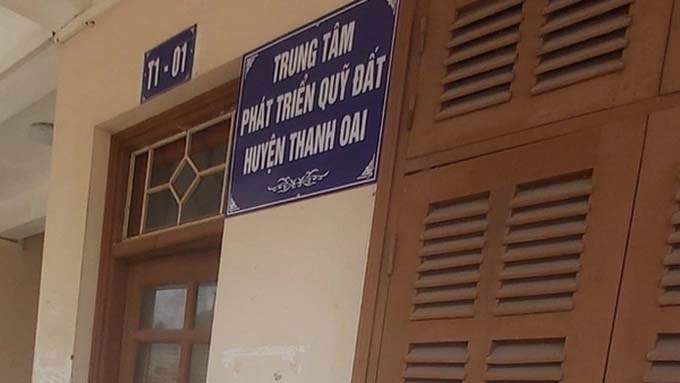 T1 - 01
TRUNG TÂM
PHÁT TRIỂN QUỸ ĐẤT
HUYỆN THANH OAI